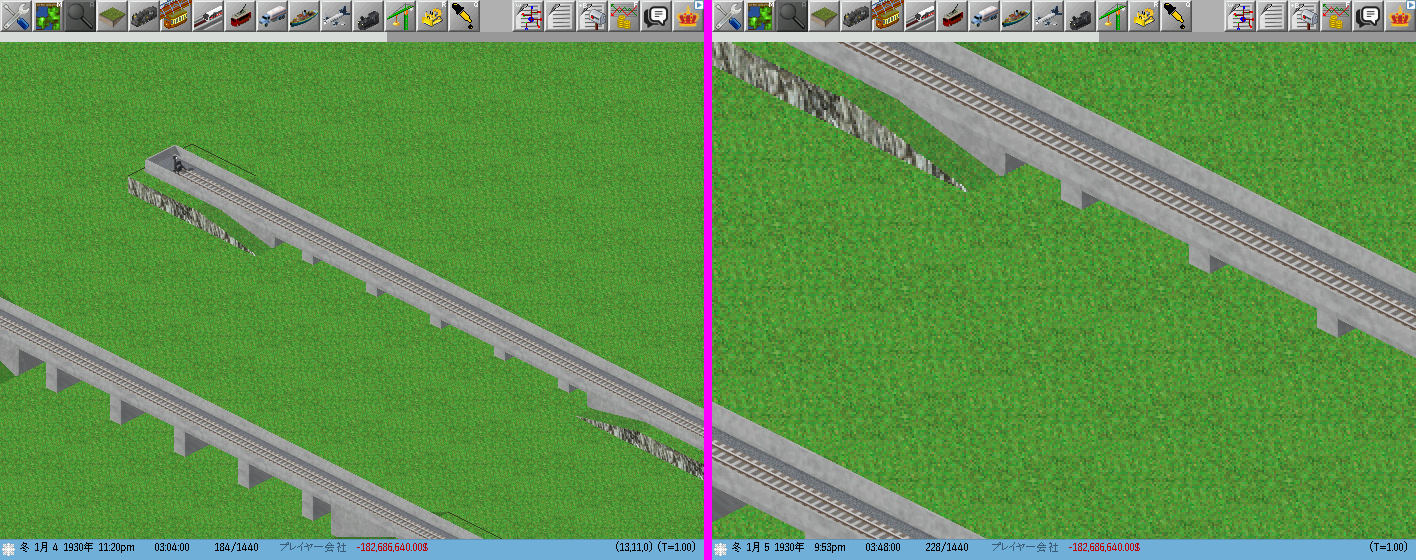 冬 1月 4 1930年 11:20pm 03:04:00 184/1440 プレイヤー会社 -182,686,640.00$ (13,11,0) (T=1.00)
冬 1月 5 1930年 9:53pm 03:48:00 228/1440 プレイヤー会社 -182,686,640.00$ (T=1.00)